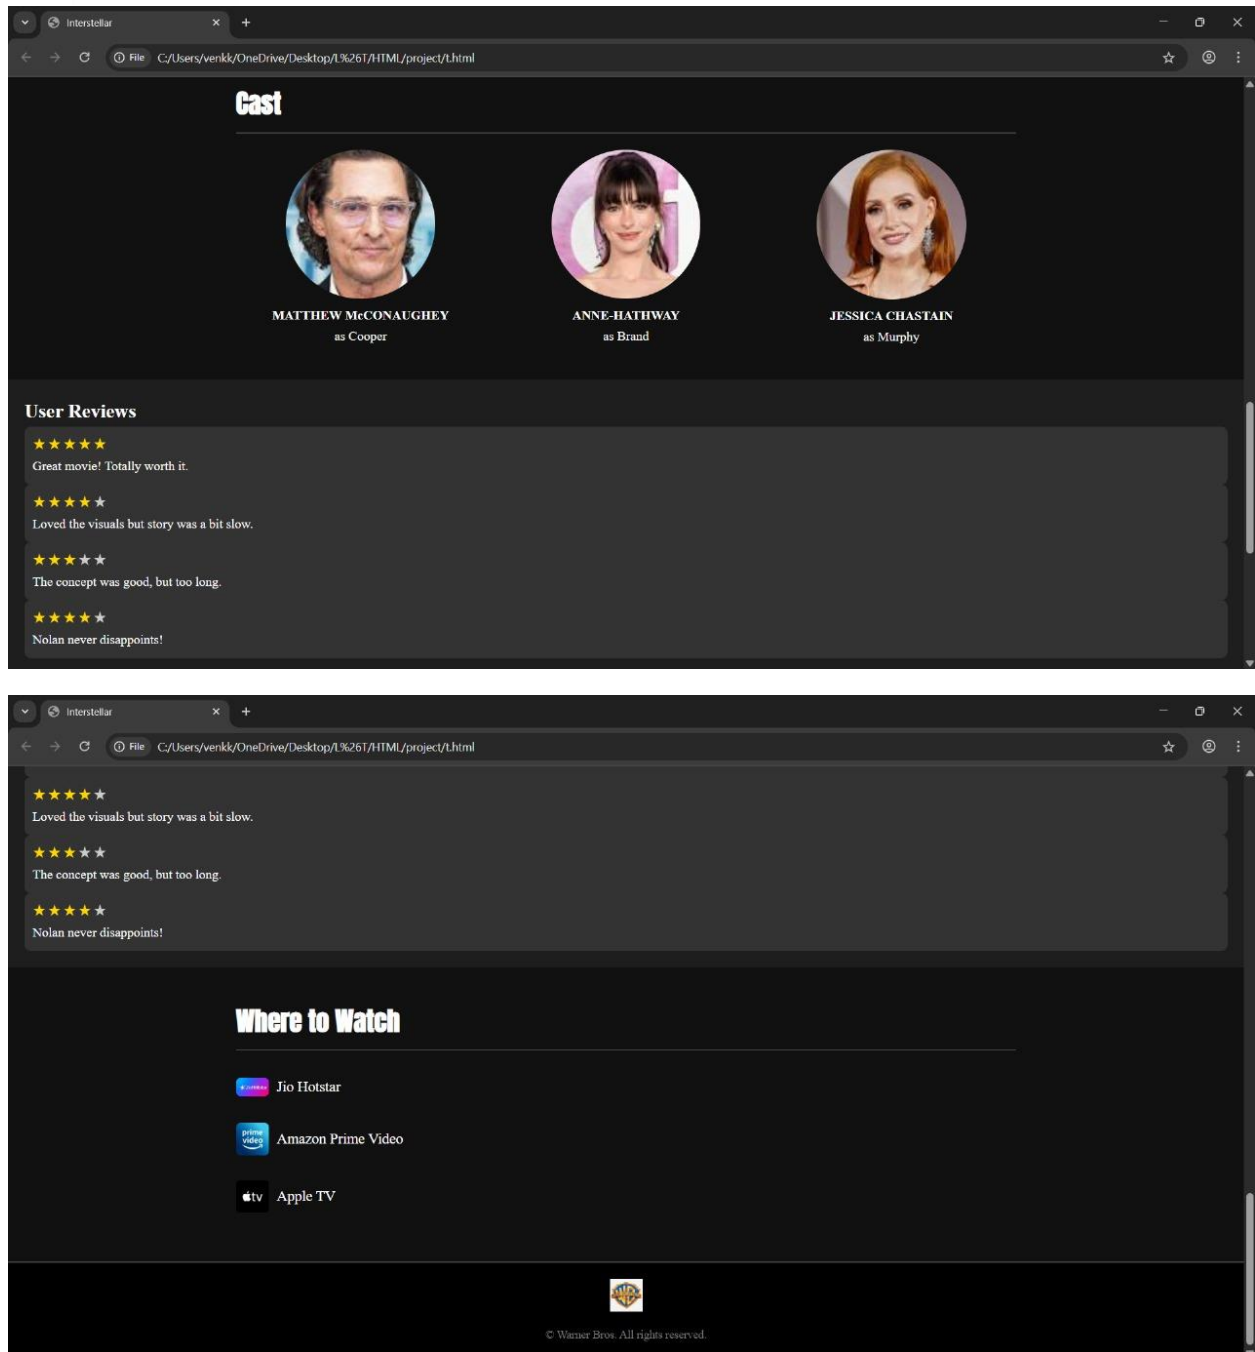 Interstellar
File C:/Users/venkk/OneDrive/Desktop/L%26T/HTML/project/t.html
Cast
MATTHEW McCONAUGHEY ANNE-HATHWAY JESSICA CHASTAIN
as Cooper as Brand as Murphy
User Reviews
★★★★★
Great movie! Totally worth it.
★★★★★
Loved the visuals but story was a bit slow.
★★★★★
The concept was good, but too long.
★★★★★
Nolan never disappoints!
Interstellar
File C:/Users/venkk/OneDrive/Desktop/L%26T/HTML/project/t.html
★★★★★
Loved the visuals but story was a bit slow.
★★★★★
The concept was good, but too long.
★★★★★
Nolan never disappoints!
Where to Watch
Jio Hotstar
prime
video
Amazon Prime Video
tv Apple TV
© Warner Bros. All rights reserved.